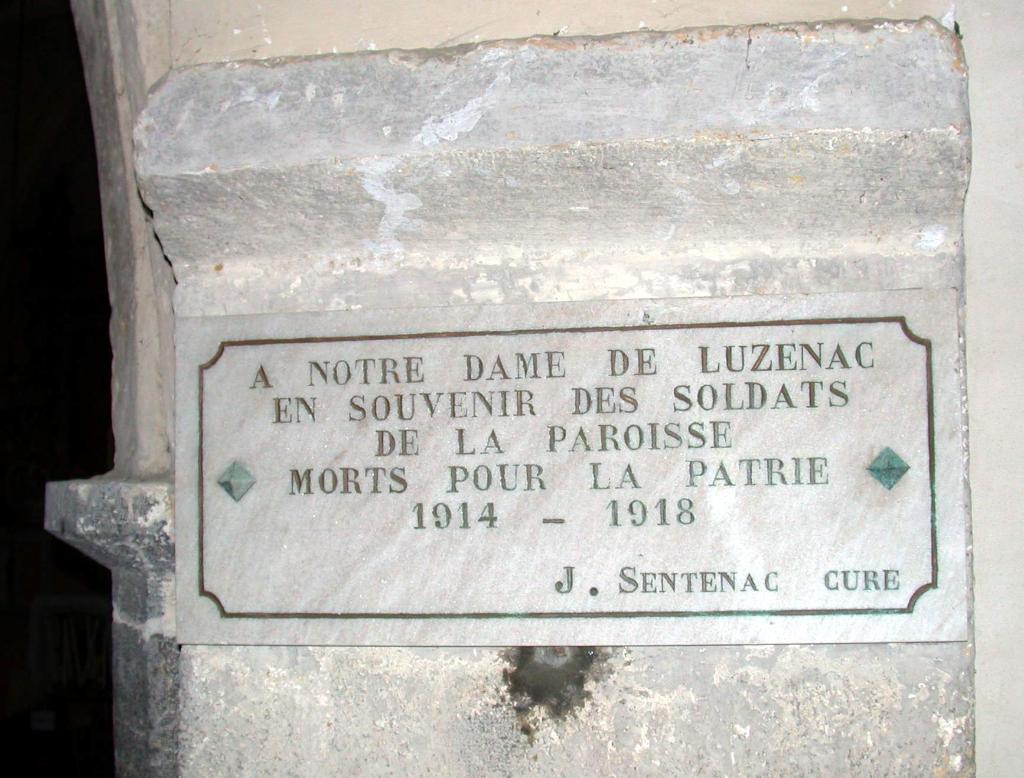 A NOTRE DAME DE LUZENAC
EN SOUVENIR DES SOLDATS
DE LA PAROISSE
MORTS POUR LA PATRIE
1914 – 1918
J. SENTENAC CURE